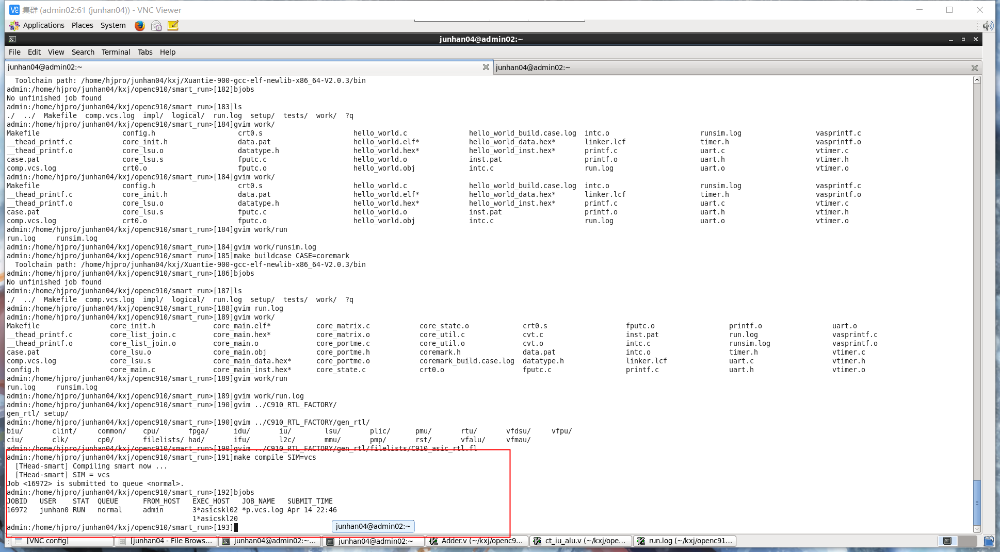 集群 (admin02:61 (junhan04)) - VNC Viewer
Applications Places System
junhan04@admin02:~
File Edit View Search Terminal Tabs Help
junhan04@admin02:~ junhan04@admin02:~
Toolchain path: /home/hjpro/junhan04/kxj/Xuantie-900-gcc-elf-newlib-x86_64-V2.0.3/bin
admin:/home/hjpro/junhan04/kxj/openc910/smart_run>[182]bjobs
No unfinished job found
admin:/home/hjpro/junhan04/kxj/openc910/smart_run>[183]ls
./ ../ Makefile comp.vcs.log impl/ logical/ run.log setup/ tests/ work/ ?q
admin:/home/hjpro/junhan04/kxj/openc910/smart_run>[184]gvim work/
Makefile config.h crt0.s hello_world.c hello_world_build.case.log intc.o runsim.log vasprintf.c
__thead_printf.c core_init.h data.pat hello_world.elf* hello_world_data.hex* linker.lcf timer.h vasprintf.o
__thead_printf.o core_lsu.o datatype.h hello_world.hex* hello_world_inst.hex* printf.c uart.c vtimer.c
case.pat core_lsu.s fputc.c hello_world.o inst.pat printf.o uart.h vtimer.h
comp.vcs.log crt0.o fputc.o hello_world.obj intc.c run.log uart.o vtimer.o
admin:/home/hjpro/junhan04/kxj/openc910/smart_run>[184]gvim work/
Makefile config.h crt0.s hello_world.c hello_world_build.case.log intc.o runsim.log vasprintf.c
__thead_printf.c core_init.h data.pat hello_world.elf* hello_world_data.hex* linker.lcf timer.h vasprintf.o
__thead_printf.o core_lsu.o datatype.h hello_world.hex* hello_world_inst.hex* printf.c uart.c vtimer.c
case.pat core_lsu.s fputc.c hello_world.o inst.pat printf.o uart.h vtimer.h
comp.vcs.log crt0.o fputc.o hello_world.obj intc.c run.log uart.o vtimer.o
admin:/home/hjpro/junhan04/kxj/openc910/smart_run>[184]gvim work/run
run.log runsim.log
admin:/home/hjpro/junhan04/kxj/openc910/smart_run>[184]gvim work/runsim.log
admin:/home/hjpro/junhan04/kxj/openc910/smart_run>[185]make buildcase CASE=coremark
Toolchain path: /home/hjpro/junhan04/kxj/Xuantie-900-gcc-elf-newlib-x86_64-V2.0.3/bin
admin:/home/hjpro/junhan04/kxj/openc910/smart_run>[186]bjobs
No unfinished job found
admin:/home/hjpro/junhan04/kxj/openc910/smart_run>[187]ls
./ ../ Makefile comp.vcs.log impl/ logical/ run.log setup/ tests/ work/ ?q
admin:/home/hjpro/junhan04/kxj/openc910/smart_run>[188]gvim run.log
admin:/home/hjpro/junhan04/kxj/openc910/smart_run>[189]gvim work/
Makefile core_init.h core_main.elf* core_matrix.c core_state.o crt0.s fputc.o printf.o uart.o
__thead_printf.c core_list_join.c core_main.hex* core_matrix.o core_util.c cvt.c inst.pat run.log vasprintf.c
__thead_printf.o core_list_join.o core_main.o core_portme.c core_util.o cvt.o intc.c runsim.log vasprintf.o
case.pat core_lsu.o core_main.obj core_portme.h coremark.h data.pat intc.o timer.h vtimer.c
comp.vcs.log core_lsu.s core_main_data.hex* core_portme.o coremark_build.case.log datatype.h linker.lcf uart.c vtimer.h
config.h core_main.c core_main_inst.hex* core_state.c crt0.o fputc.c printf.c uart.h vtimer.o
admin:/home/hjpro/junhan04/kxj/openc910/smart_run>[189]gvim work/run
run.log runsim.log
admin:/home/hjpro/junhan04/kxj/openc910/smart_run>[189]gvim work/run.log
admin:/home/hjpro/junhan04/kxj/openc910/smart_run>[190]gvim ../C910_RTL_FACTORY/
gen_rtl/ setup/
admin:/home/hjpro/junhan04/kxj/openc910/smart_run>[190]gvim ../C910_RTL_FACTORY/gen_rtl/
biu/ clint/ common/ cpu/ fpga/ idu/ iu/ lsu/ plic/ pmu/ rtu/ vfdsu/ vfpu/
ciu/ clk/ cp0/ filelists/ had/ ifu/ l2c/ mmu/ pmp/ rst/ vfalu/ vfmau/
admin:/home/hjpro/junhan04/kxj/openc910/smart_run>[190]gvim ../C910_RTL_FACTORY/gen_rtl/filelists/C910_asic_rtl.fl
admin:/home/hjpro/junhan04/kxj/openc910/smart_run>[191]make compile SIM=vcs
[THead-smart] Compiling smart now ...
[THead-smart] SIM = vcs
Job <16972> is submitted to queue <normal>.
admin:/home/hjpro/junhan04/kxj/openc910/smart_run>[192]bjobs
JOBID USER STAT QUEUE FROM_HOST EXEC_HOST JOB_NAME SUBMIT_TIME
16972 junhan0 RUN normal admin 3*asicskl02 *p.vcs.log Apr 14 22:46
1*asicskl20
admin:/home/hjpro/junhan04/kxj/openc910/smart_run>[193]
junhan04@admin02:~
[VNC config] [junhan04 - File Brows... junhan04@admin02:~... junhan04@admin02:~ Adder.v (~/kxj/openc9... ct_iu_alu.v (~/kxj/ope... run.log (~/kxj/openc91...